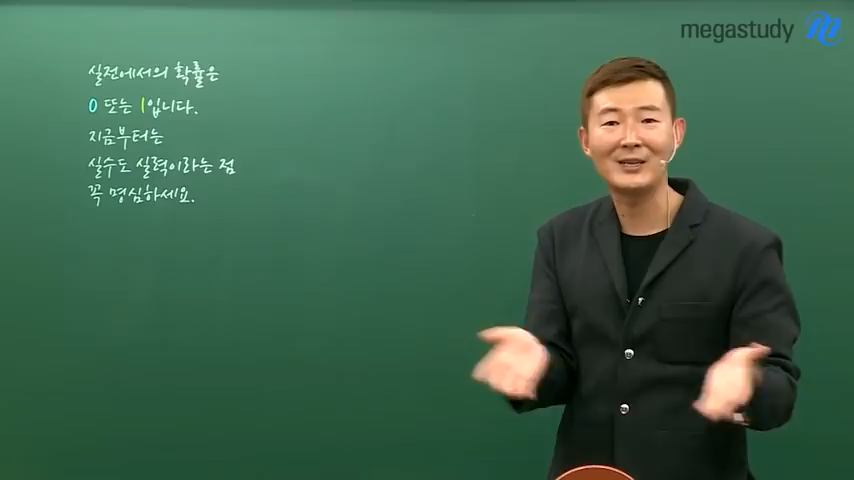 megastudy
실전에서의 확률은
0 또는 1입니다.
지금부터는
실수도 실력이라는 점
꼭 명심하세요.